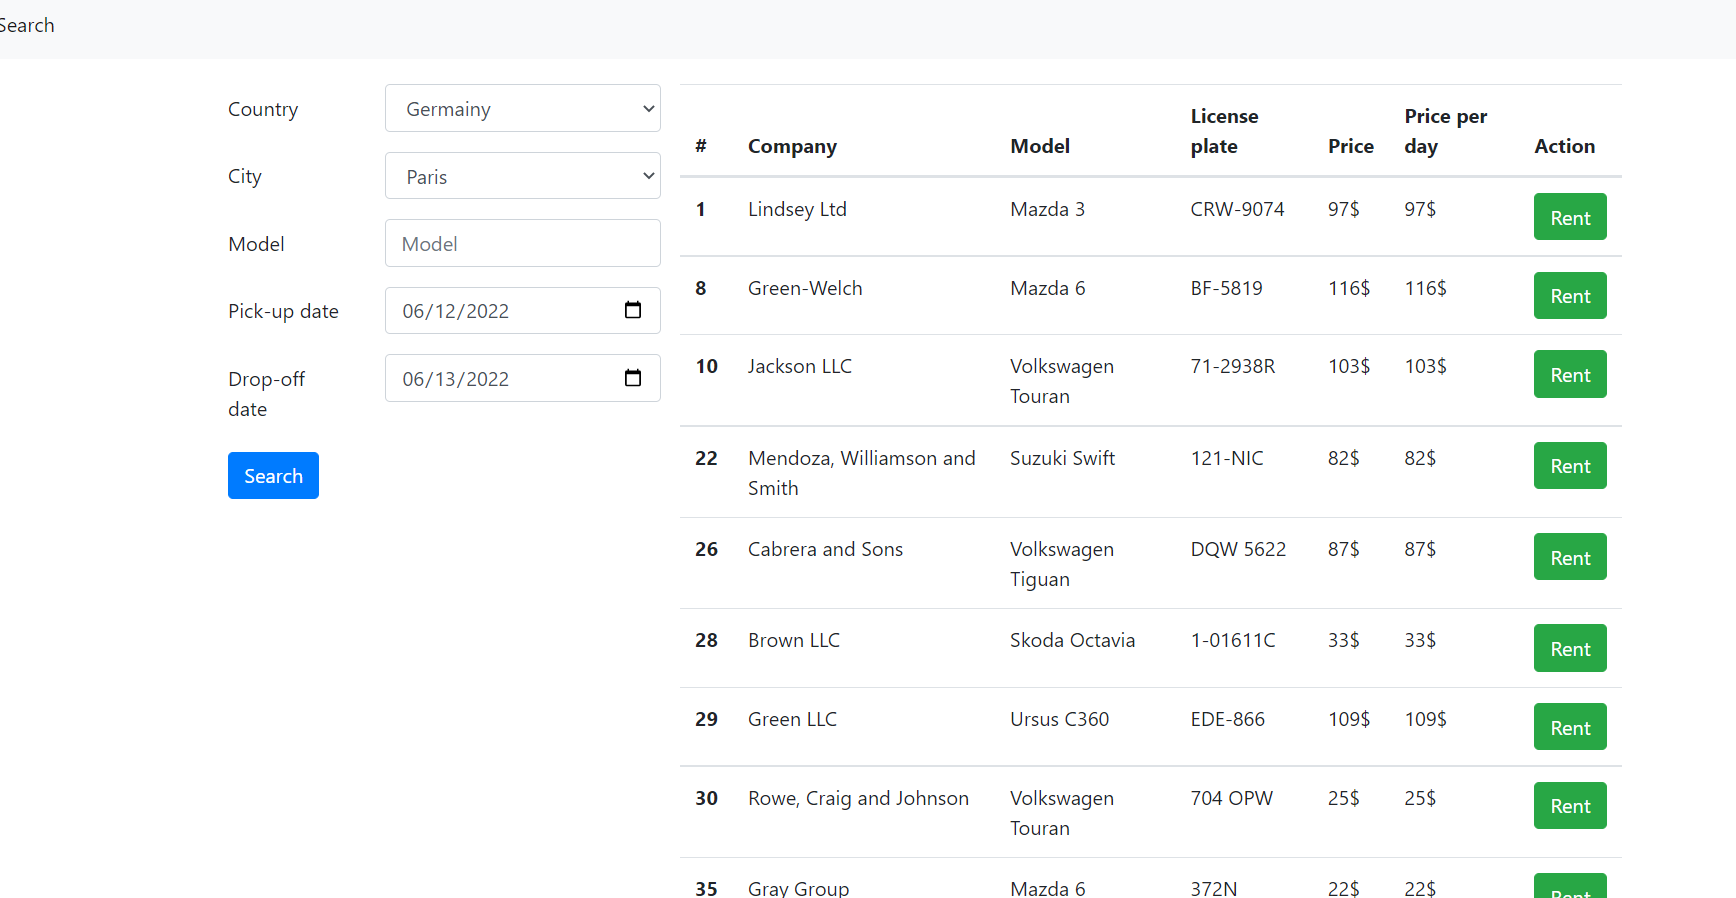 Search
Country
Germainy
City
Paris
Model
Model
Pick-up date
06/12/2022
Drop-off
date
06/13/2022
Search
# Company Model License plate Price Price per day Action
1 Lindsey Ltd Mazda 3 CRW-9074 97$ 97$ Rent
8 Green-Welch Mazda 6 BF-5819 116$ 116$ Rent
10 Jackson LLC Volkswagen Touran 71-2938R 103$ 103$ Rent
22 Mendoza, Williamson and Smith Suzuki Swift 121-NIC 82$ 82$ Rent
26 Cabrera and Sons Volkswagen Tiguan DQW 5622 87$ 87$ Rent
28 Brown LLC Skoda Octavia 1-01611C 33$ 33$ Rent
29 Green LLC Ursus C360 EDE-866 109$ 109$ Rent
30 Rowe, Craig and Johnson Volkswagen Touran 704 OPW 25$ 25$ Rent
35 Gray Group Mazda 6 372N 22$ 22$ Rent